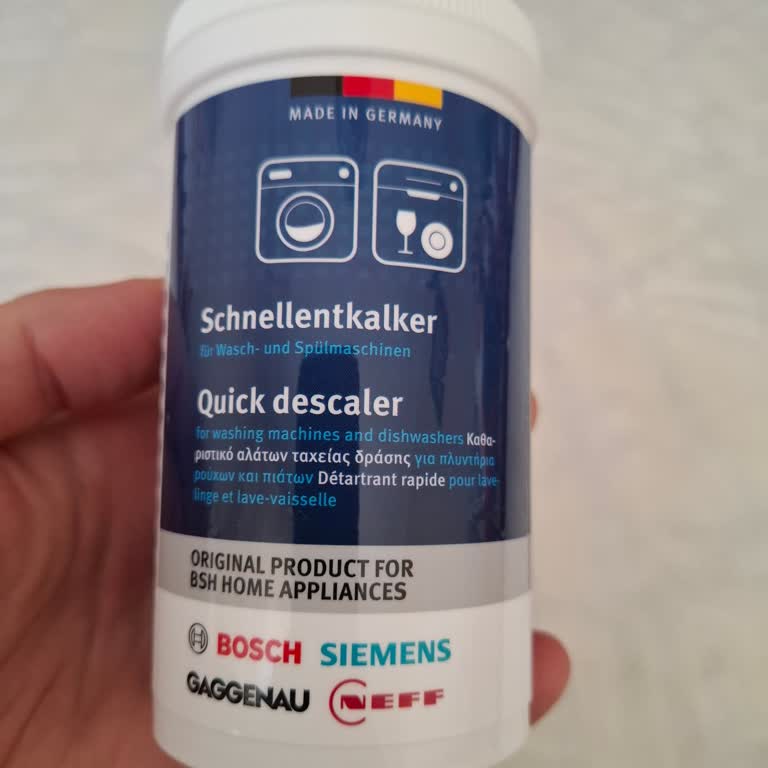 MADE IN GERMANY
Schnellentkalker
für Wasch- und Spülmaschinen
Quick descaler
for washing machines and dishwashers Καθα-
ριστικό αλάτων ταχείας δράσης για πλυντήρια
ρούχων και πιάτων Détartrant rapide pour lave-
linge et lave-vaisselle
ORIGINAL PRODUCT FOR
BSH HOME APPLIANCES
BOSCH SIEMENS
GAGGENAU NEFF